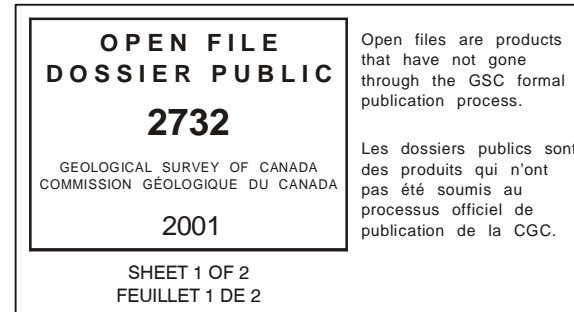 OPEN FILE
DOSSIER PUBLIC
2732
GEOLOGICAL SURVEY OF CANADA
COMMISSION GÉOLOGIQUE DU CANADA
2001
SHEET 1 OF 2
FEUILLET 1 DE 2
Open files are products
that have not gone
through the GSC formal
publication process.
Les dossiers publics sont
des produits qui n'ont
pas été soumis au
processus officiel de
publication de la CGC.